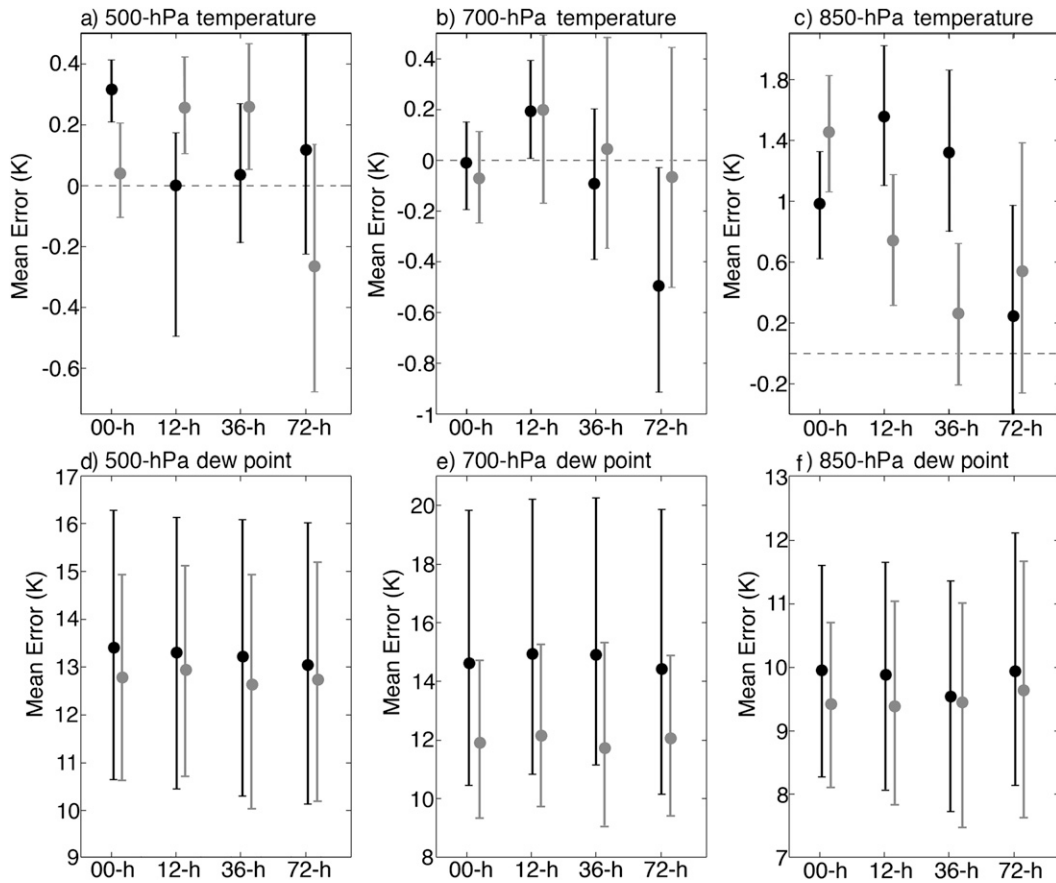 a) 500-hPa temperature
b) 700-hPa temperature
c) 850-hPa temperature
Mean Error (K)
0.4
0.2
0
-0.2
-0.4
-0.6
00-h 12-h 36-h 72-h
Mean Error (K)
0.4
0.2
0
-0.2
-0.4
-0.6
-0.8
-1
00-h 12-h 36-h 72-h
Mean Error (K)
1.8
1.4
1
0.6
0.2
-0.2
00-h 12-h 36-h 72-h
d) 500-hPa dew point
e) 700-hPa dew point
f) 850-hPa dew point
Mean Error (K)
17
16
15
14
13
12
11
10
9
00-h 12-h 36-h 72-h
Mean Error (K)
20
18
16
14
12
10
8
00-h 12-h 36-h 72-h
Mean Error (K)
13
12
11
10
9
8
7
00-h 12-h 36-h 72-h